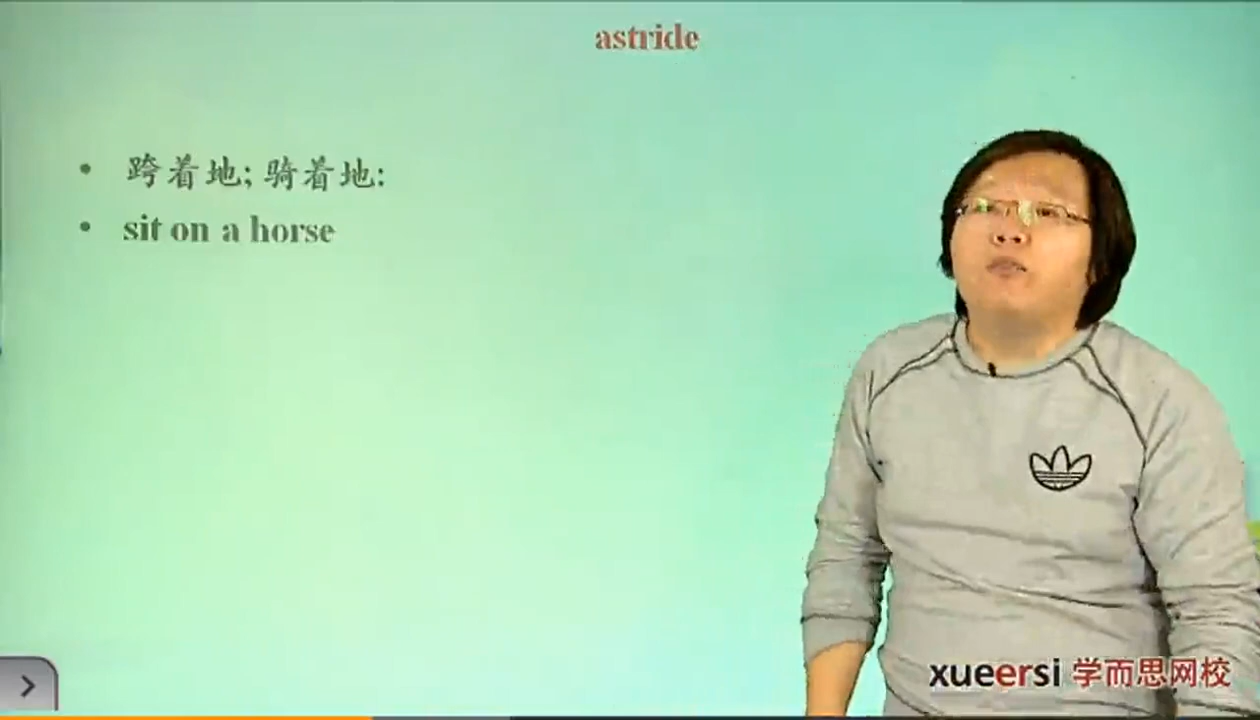 astride
• 跨着地; 骑着地:
• sit on a horse
xueersi 学而思网校